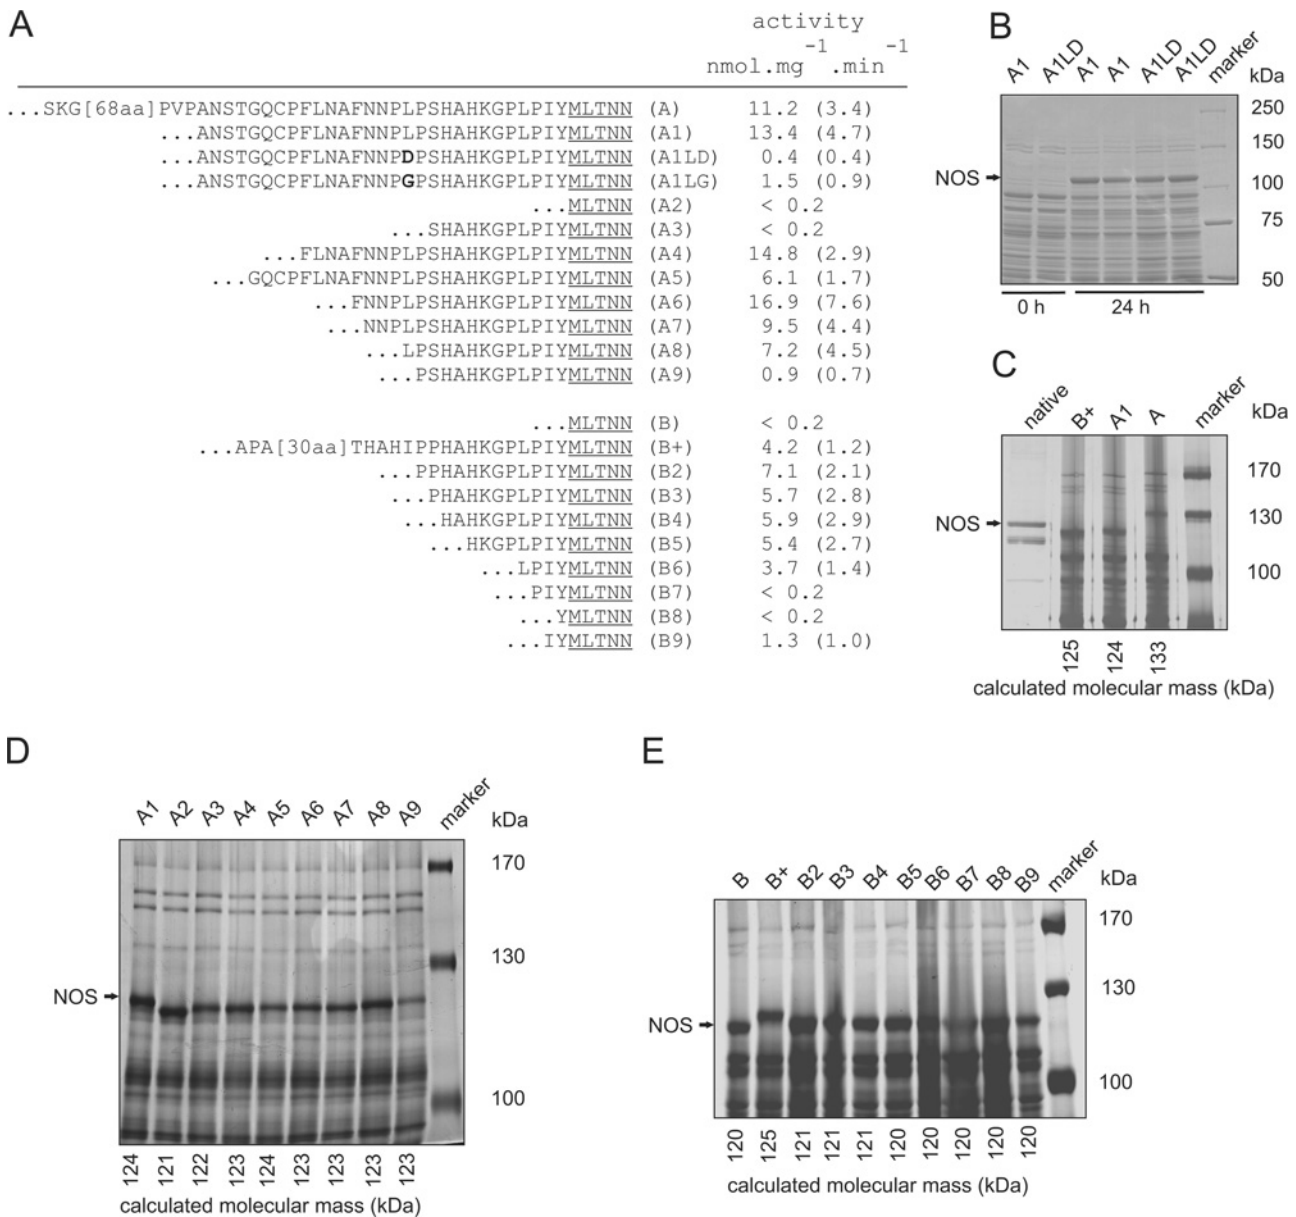 A
activity
nmol.mg⁻¹.min⁻¹
...SKG[68aa]PVPANSTGQCPFLNAFNNPLPSHAHKGPLPIYMLTNN (A) 11.2 (3.4)
...ANSTGQCPFLNAFNNPLPSHAHKGPLPIYMLTNN (A1) 13.4 (4.7)
...ANSTGQCPFLNAFNNPDPSHAHKGPLPIYMLTNN (A1LD) 0.4 (0.4)
...ANSTGQCPFLNAFNNPGPSHAHKGPLPIYMLTNN (A1LG) 1.5 (0.9)
...MLTNN (A2) < 0.2
...SHAHKGPLPIYMLTNN (A3) < 0.2
...FLNAFNNPLPSHAHKGPLPIYMLTNN (A4) 14.8 (2.9)
...GQCPFLNAFNNPLPSHAHKGPLPIYMLTNN (A5) 6.1 (1.7)
...FNNPLPSHAHKGPLPIYMLTNN (A6) 16.9 (7.6)
...NNPLPSHAHKGPLPIYMLTNN (A7) 9.5 (4.4)
...LPSHAHKGPLPIYMLTNN (A8) 7.2 (4.5)
...PSHAHKGPLPIYMLTNN (A9) 0.9 (0.7)
...MLTNN (B) < 0.2
...APA[30aa]THAHIPPHAKGPLPIYMLTNN (B+) 4.2 (1.2)
...PPHAHKGPLPIYMLTNN (B2) 7.1 (2.1)
...PHAHKGPLPIYMLTNN (B3) 5.7 (2.8)
...HAHKGPLPIYMLTNN (B4) 5.9 (2.9)
...HKGPLPIYMLTNN (B5) 5.4 (2.7)
...LPIYMLTNN (B6) 3.7 (1.4)
...PIYMLTNN (B7) < 0.2
...YMLTNN (B8) < 0.2
...IYMLTNN (B9) 1.3 (1.0)
B
A1 A1LD A1 A1 A1LD A1LD marker
kDa
250
150
NOS
100
75
50
0 h 24 h
C
native B+ A1 A marker
kDa
170
NOS
130
100
125 124 133
calculated molecular mass (kDa)
D
A1 A2 A3 A4 A5 A6 A7 A8 A9 marker
kDa
170
130
NOS
100
124 121 122 123 124 123 123 123 123
calculated molecular mass (kDa)
E
B B+ B2 B3 B4 B5 B6 B7 B8 B9 marker
kDa
170
130
NOS
100
120 125 121 121 121 120 120 120 120 120
calculated molecular mass (kDa)